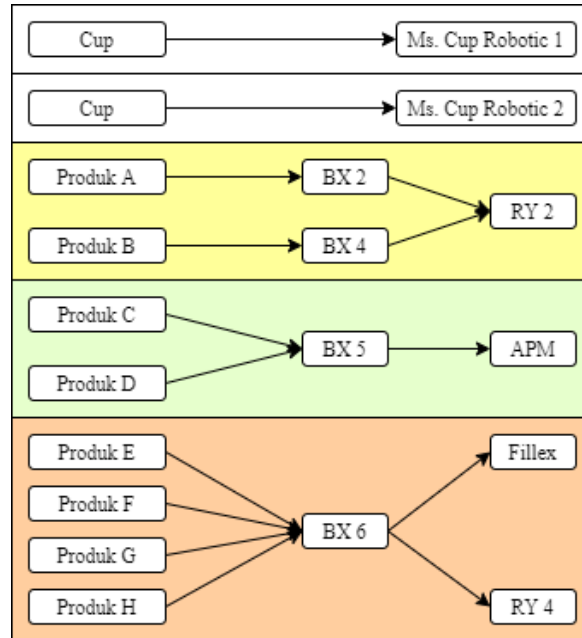 Cup
Ms. Cup Robotic 1
Cup
Ms. Cup Robotic 2
Produk A
BX 2
RY 2
Produk B
BX 4
Produk C
BX 5
APM
Produk D
Produk E
Fillex
Produk F
BX 6
Produk G
Produk H
RY 4